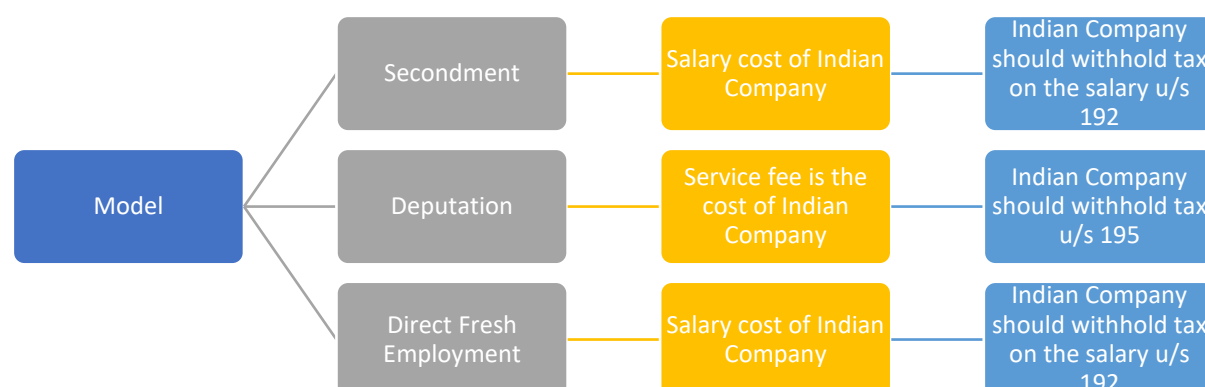 Model
Secondment
Salary cost of Indian
Company
Indian Company
should withhold tax
on the salary u/s
192
Deputation
Service fee is the
cost of Indian
Company
Indian Company
should withhold tax
u/s 195
Direct Fresh
Employment
Salary cost of Indian
Company
Indian Company
should withhold tax
on the salary u/s
192